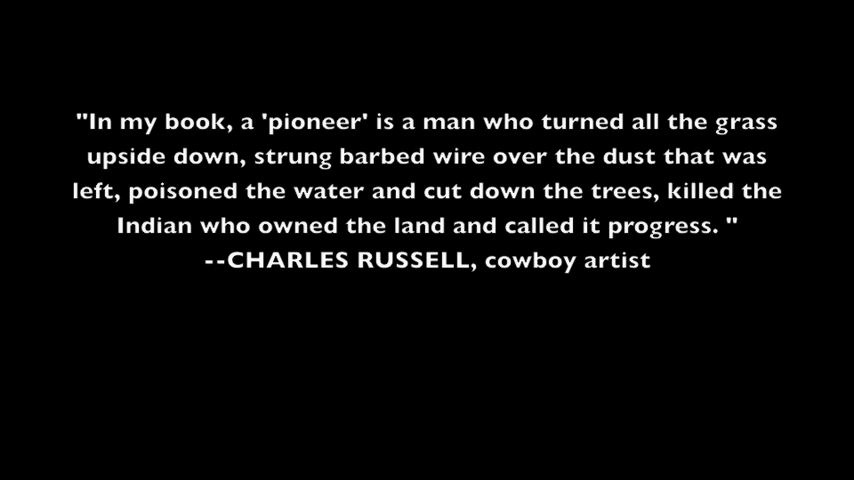 "In my book, a 'pioneer' is a man who turned all the grass
upside down, strung barbed wire over the dust that was
left, poisoned the water and cut down the trees, killed the
Indian who owned the land and called it progress. "
--CHARLES RUSSELL, cowboy artist